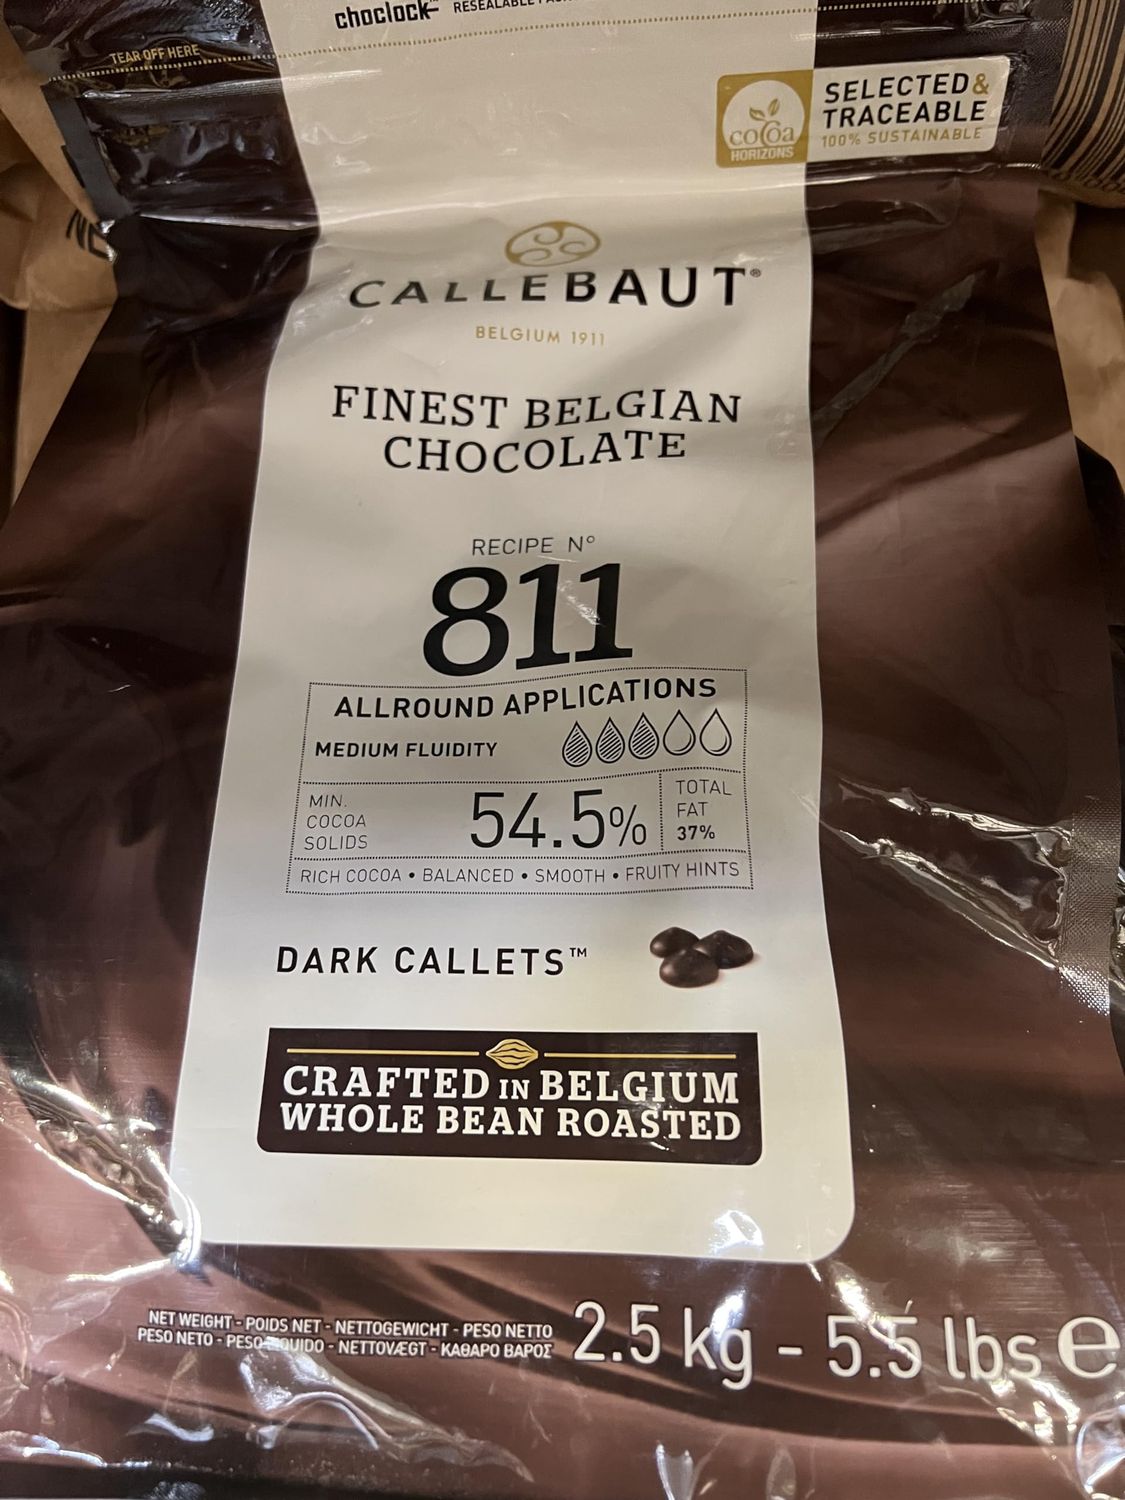 choclock™ RESEALABLE
TEAR OFF HERE
SELECTED&
TRACEABLE
100% SUSTAINABLE
cocoa
HORIZONS
CALLEBAUT®
BELGIUM 1911
FINEST BELGIAN
CHOCOLATE
RECIPE Nº
811
ALLROUND APPLICATIONS
MEDIUM FLUIDITY
MIN.
COCOA
SOLIDS
54.5%
TOTAL
FAT
37%
RICH COCOA • BALANCED • SMOOTH • FRUITY HINTS
DARK CALLETS™
CRAFTED IN BELGIUM
WHOLE BEAN ROASTED
NET WEIGHT - POIDS NET - NETTOGEWICHT - PESO NETTO
PESO NETO - PESO - NETTOVÆGT - ΚΑΘΑΡΟ ΒΑΡΟΣ
2.5 kg - 5.5 lbs ℮